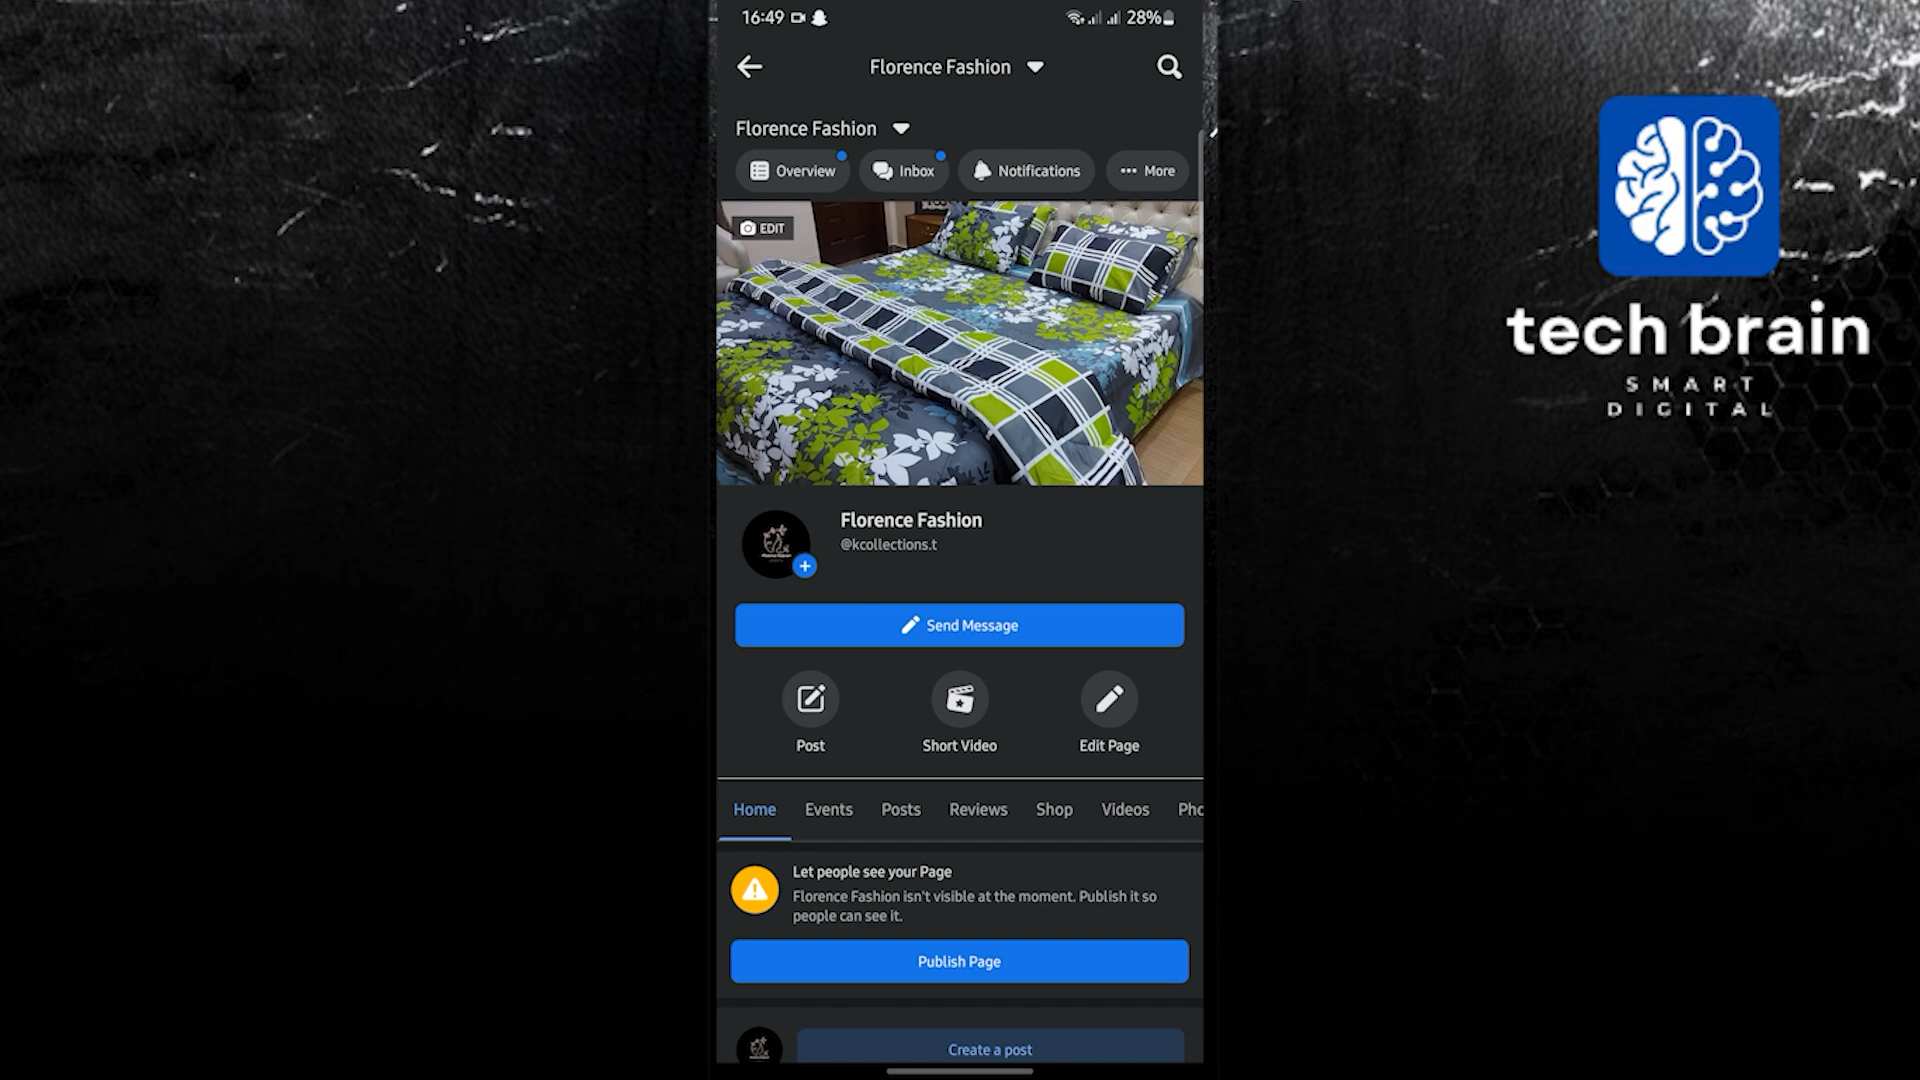 16:49
28%
Florence Fashion
Florence Fashion
Overview
Inbox
Notifications
More
EDIT
Florence Fashion
@kcollections.t
Send Message
Post
Short Video
Edit Page
Home
Events
Posts
Reviews
Shop
Videos
Pho
Let people see your Page
Florence Fashion isn't visible at the moment. Publish it so
people can see it.
Publish Page
Create a post
tech brain
SMART
DIGITAL